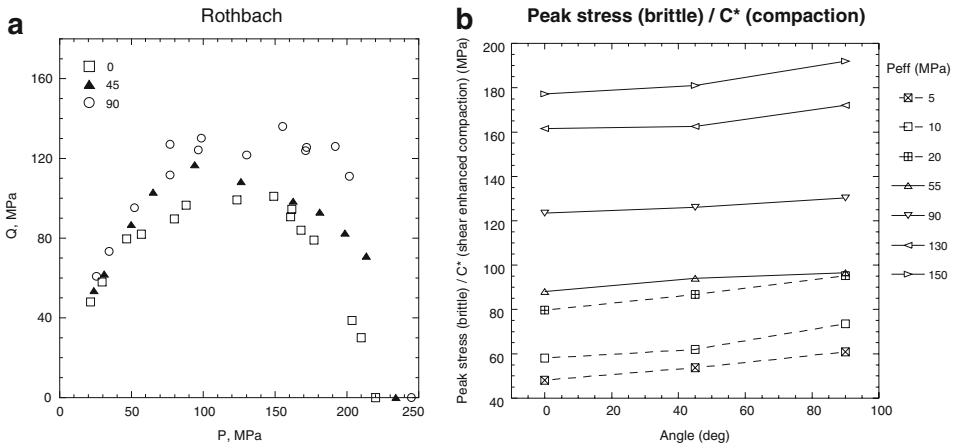 a
Rothbach
0
45
90
160
120
80
40
0
Q, MPa
0 50 100 150 200 250
P, MPa
b
Peak stress (brittle) / C* (compaction)
200
180
160
140
120
100
80
60
40
Peak stress (brittle) / C* (shear enhanced compaction) (MPa)
0 20 40 60 80 100
Angle (deg)
Peff (MPa)
5
10
20
55
90
130
150